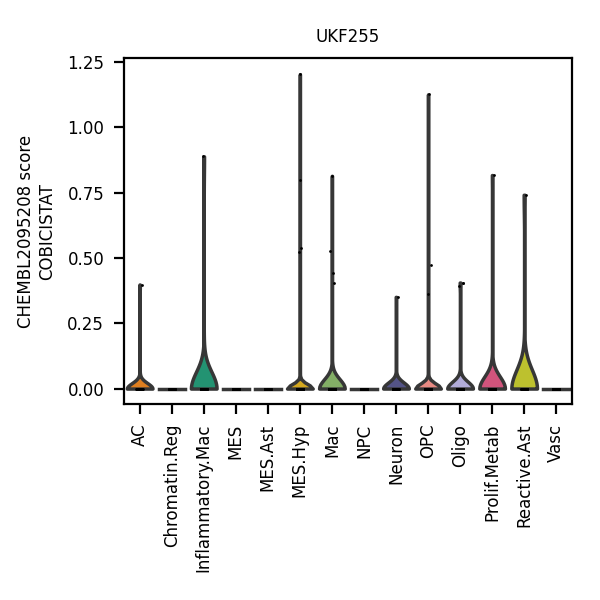 UKF255
CHEMBL2095208 score
COBICISTAT
1.25
1.00
0.75
0.50
0.25
0.00
AC
Chromatin.Reg
Inflammatory.Mac
MES
MES.Ast
MES.Hyp
Mac
NPC
Neuron
OPC
Oligo
Prolif.Metab
Reactive.Ast
Vasc